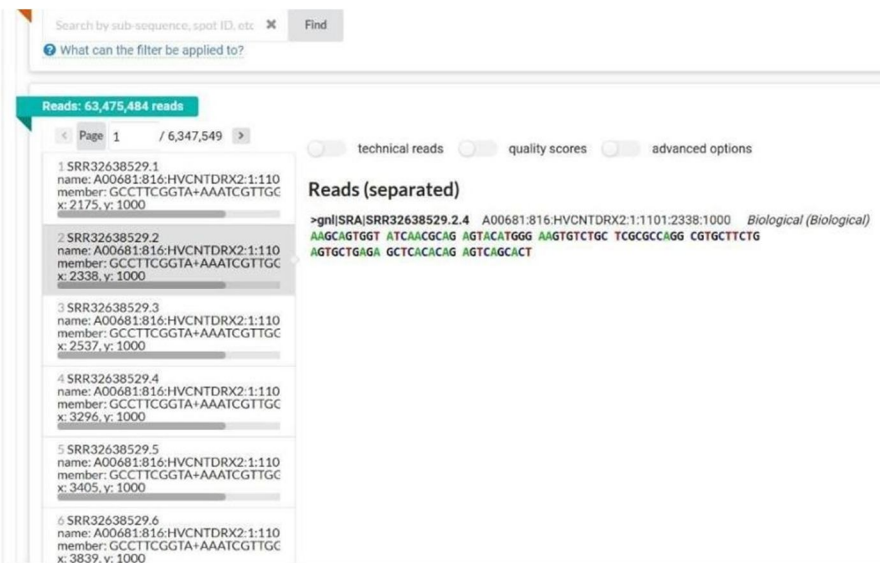 Search by sub-sequence, spot ID, etc ✖ Find
What can the filter be applied to?
Reads: 63,475,484 reads
< Page 1 / 6,347,549 >
technical reads quality scores advanced options
1 SRR32638529.1
name: A00681:816:HVCNTDRX2:1:110
member: GCCTTCGGTA+AAATCGTTGC
x: 2175, y: 1000
2 SRR32638529.2
name: A00681:816:HVCNTDRX2:1:110
member: GCCTTCGGTA+AAATCGTTGC
x: 2338, y: 1000
3 SRR32638529.3
name: A00681:816:HVCNTDRX2:1:110
member: GCCTTCGGTA+AAATCGTTGC
x: 2537, y: 1000
4 SRR32638529.4
name: A00681:816:HVCNTDRX2:1:110
member: GCCTTCGGTA+AAATCGTTGC
x: 3296, y: 1000
5 SRR32638529.5
name: A00681:816:HVCNTDRX2:1:110
member: GCCTTCGGTA+AAATCGTTGC
x: 3405, y: 1000
6 SRR32638529.6
name: A00681:816:HVCNTDRX2:1:110
member: GCCTTCGGTA+AAATCGTTGC
x: 3839, y: 1000
Reads (separated)
>gnl|SRA|SRR32638529.2.4 A00681:816:HVCNTDRX2:1:1101:2338:1000 Biological (Biological)
AAGCAGTGGT ATCAACGCAG AGTACATGGG AAGTGTCTGC TCGCGCCAGG CGTGCTTCTG
AGTGCTGAGA GCTCACACAG AGTCAGCACT